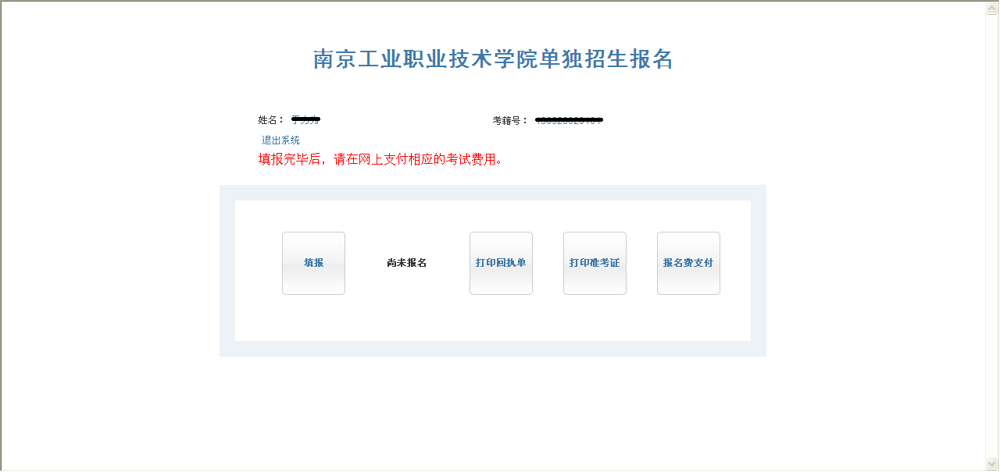 南京工业职业技术学院单独招生报名
姓名： 考籍号：
退出系统
填报完毕后，请在网上支付相应的考试费用。
填报 尚未报名 打印回执单 打印准考证 报名费支付